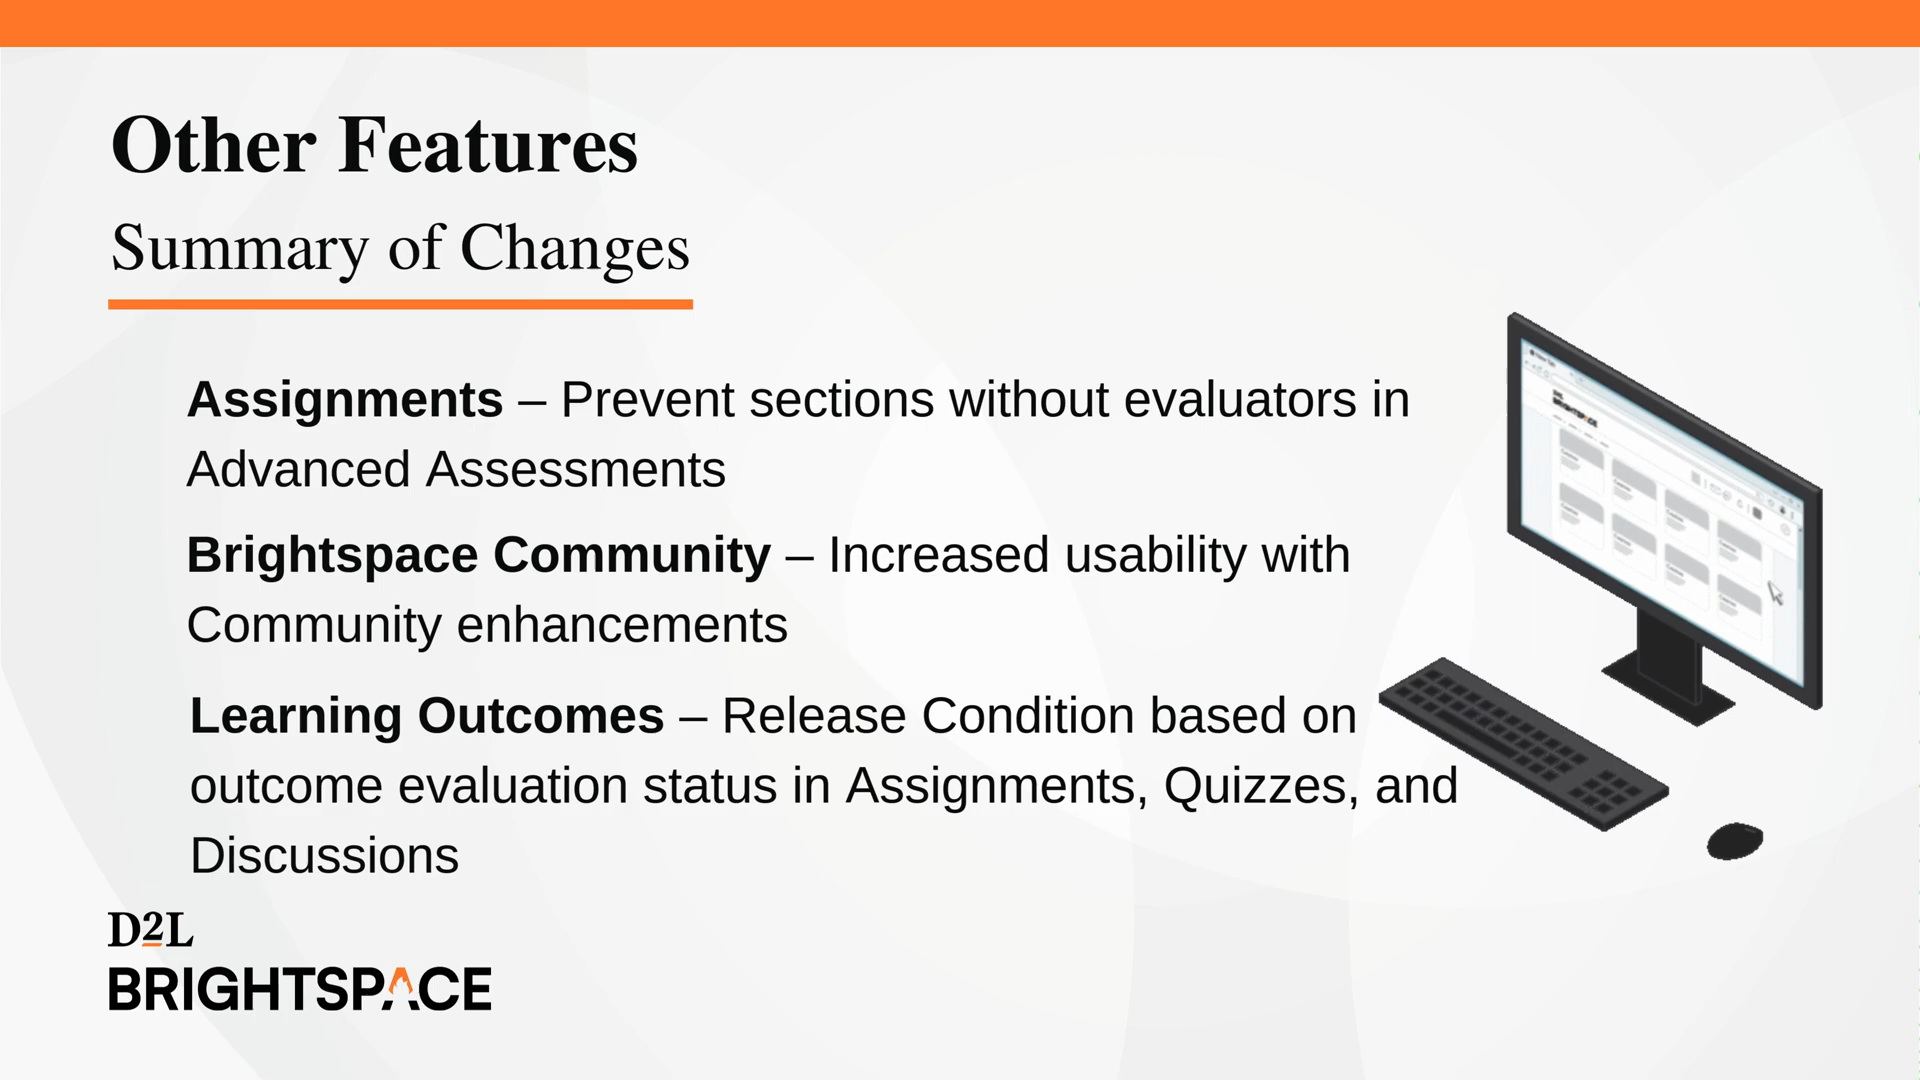 Other Features
Summary of Changes
Assignments – Prevent sections without evaluators in
Advanced Assessments
Brightspace Community – Increased usability with
Community enhancements
Learning Outcomes – Release Condition based on
outcome evaluation status in Assignments, Quizzes, and
Discussions
D2L
BRIGHTSPACE